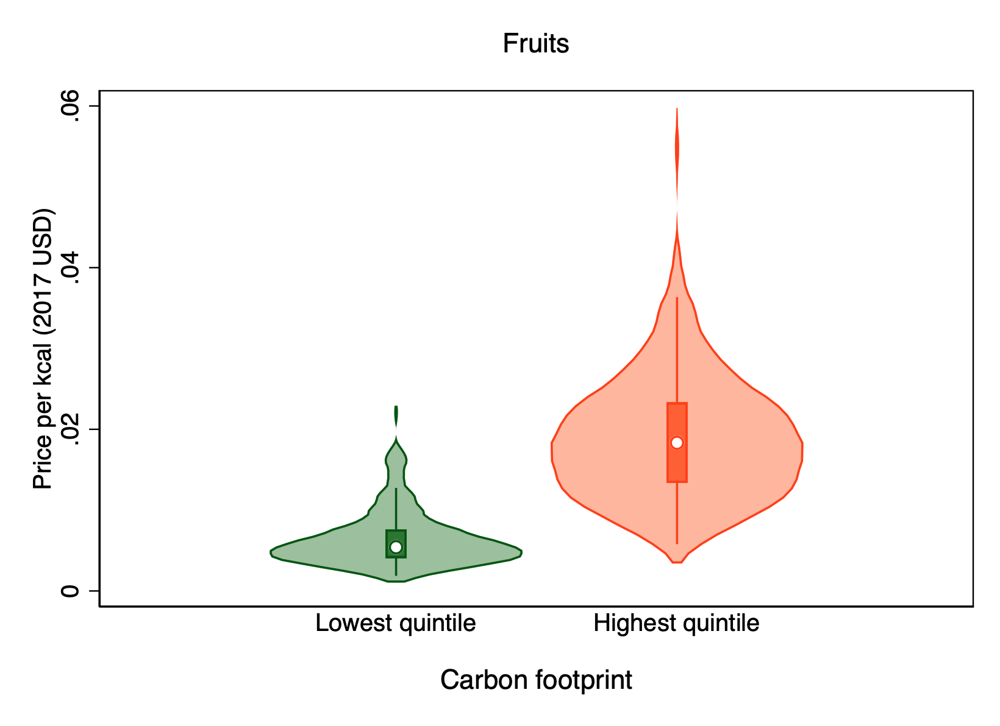 Fruits
Price per kcal (2017 USD)
.06
.04
.02
0
Lowest quintile
Highest quintile
Carbon footprint